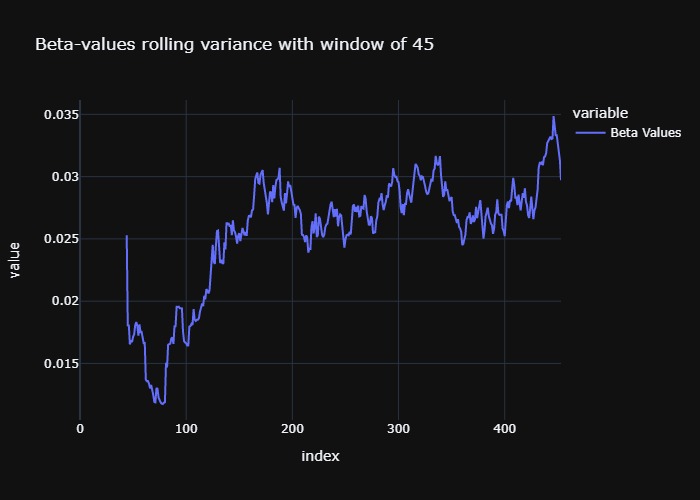 Beta-values rolling variance with window of 45
variable
Beta Values
value
0.035
0.03
0.025
0.02
0.015
0
100
200
300
400
index